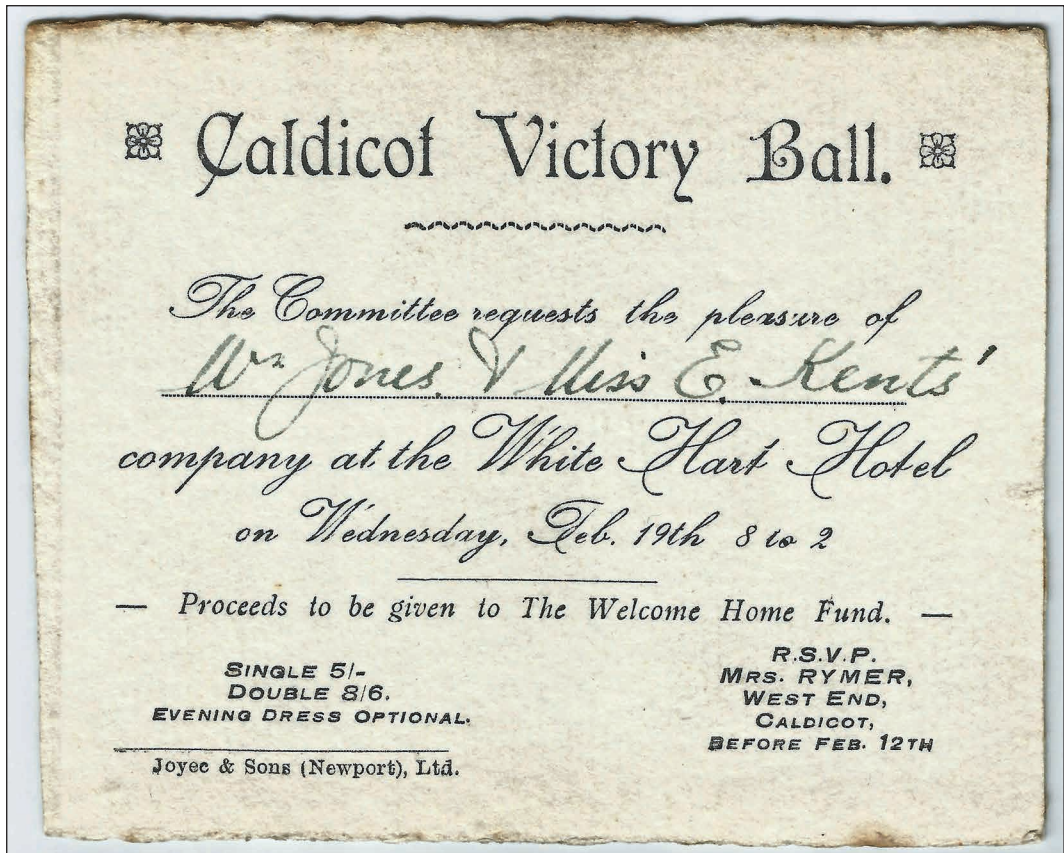 Caldicot Victory Ball.
The Committee requests the pleasure of
Wm Jones. & Miss E. Kents'
company at the White Hart Hotel
on Wednesday, Feb. 19th 8 to 2
— Proceeds to be given to The Welcome Home Fund. —
SINGLE 5/-
DOUBLE 8/6.
EVENING DRESS OPTIONAL.
Joyee & Sons (Newport), Ltd.
R.S.V.P.
MRS. RYMER,
WEST END,
CALDICOT,
BEFORE FEB. 12TH